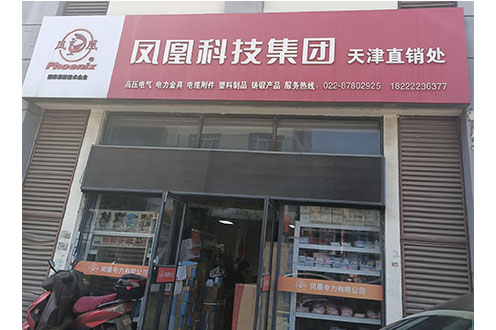 凤凰
Phoenix
®
凤凰科技集团 天津直销处
高压电气 电力金具 电缆附件 塑料制品 铸锻产品 服务热线：022-87802925 18222236377
凤凰电力有限公司
凤凰电力有限公司